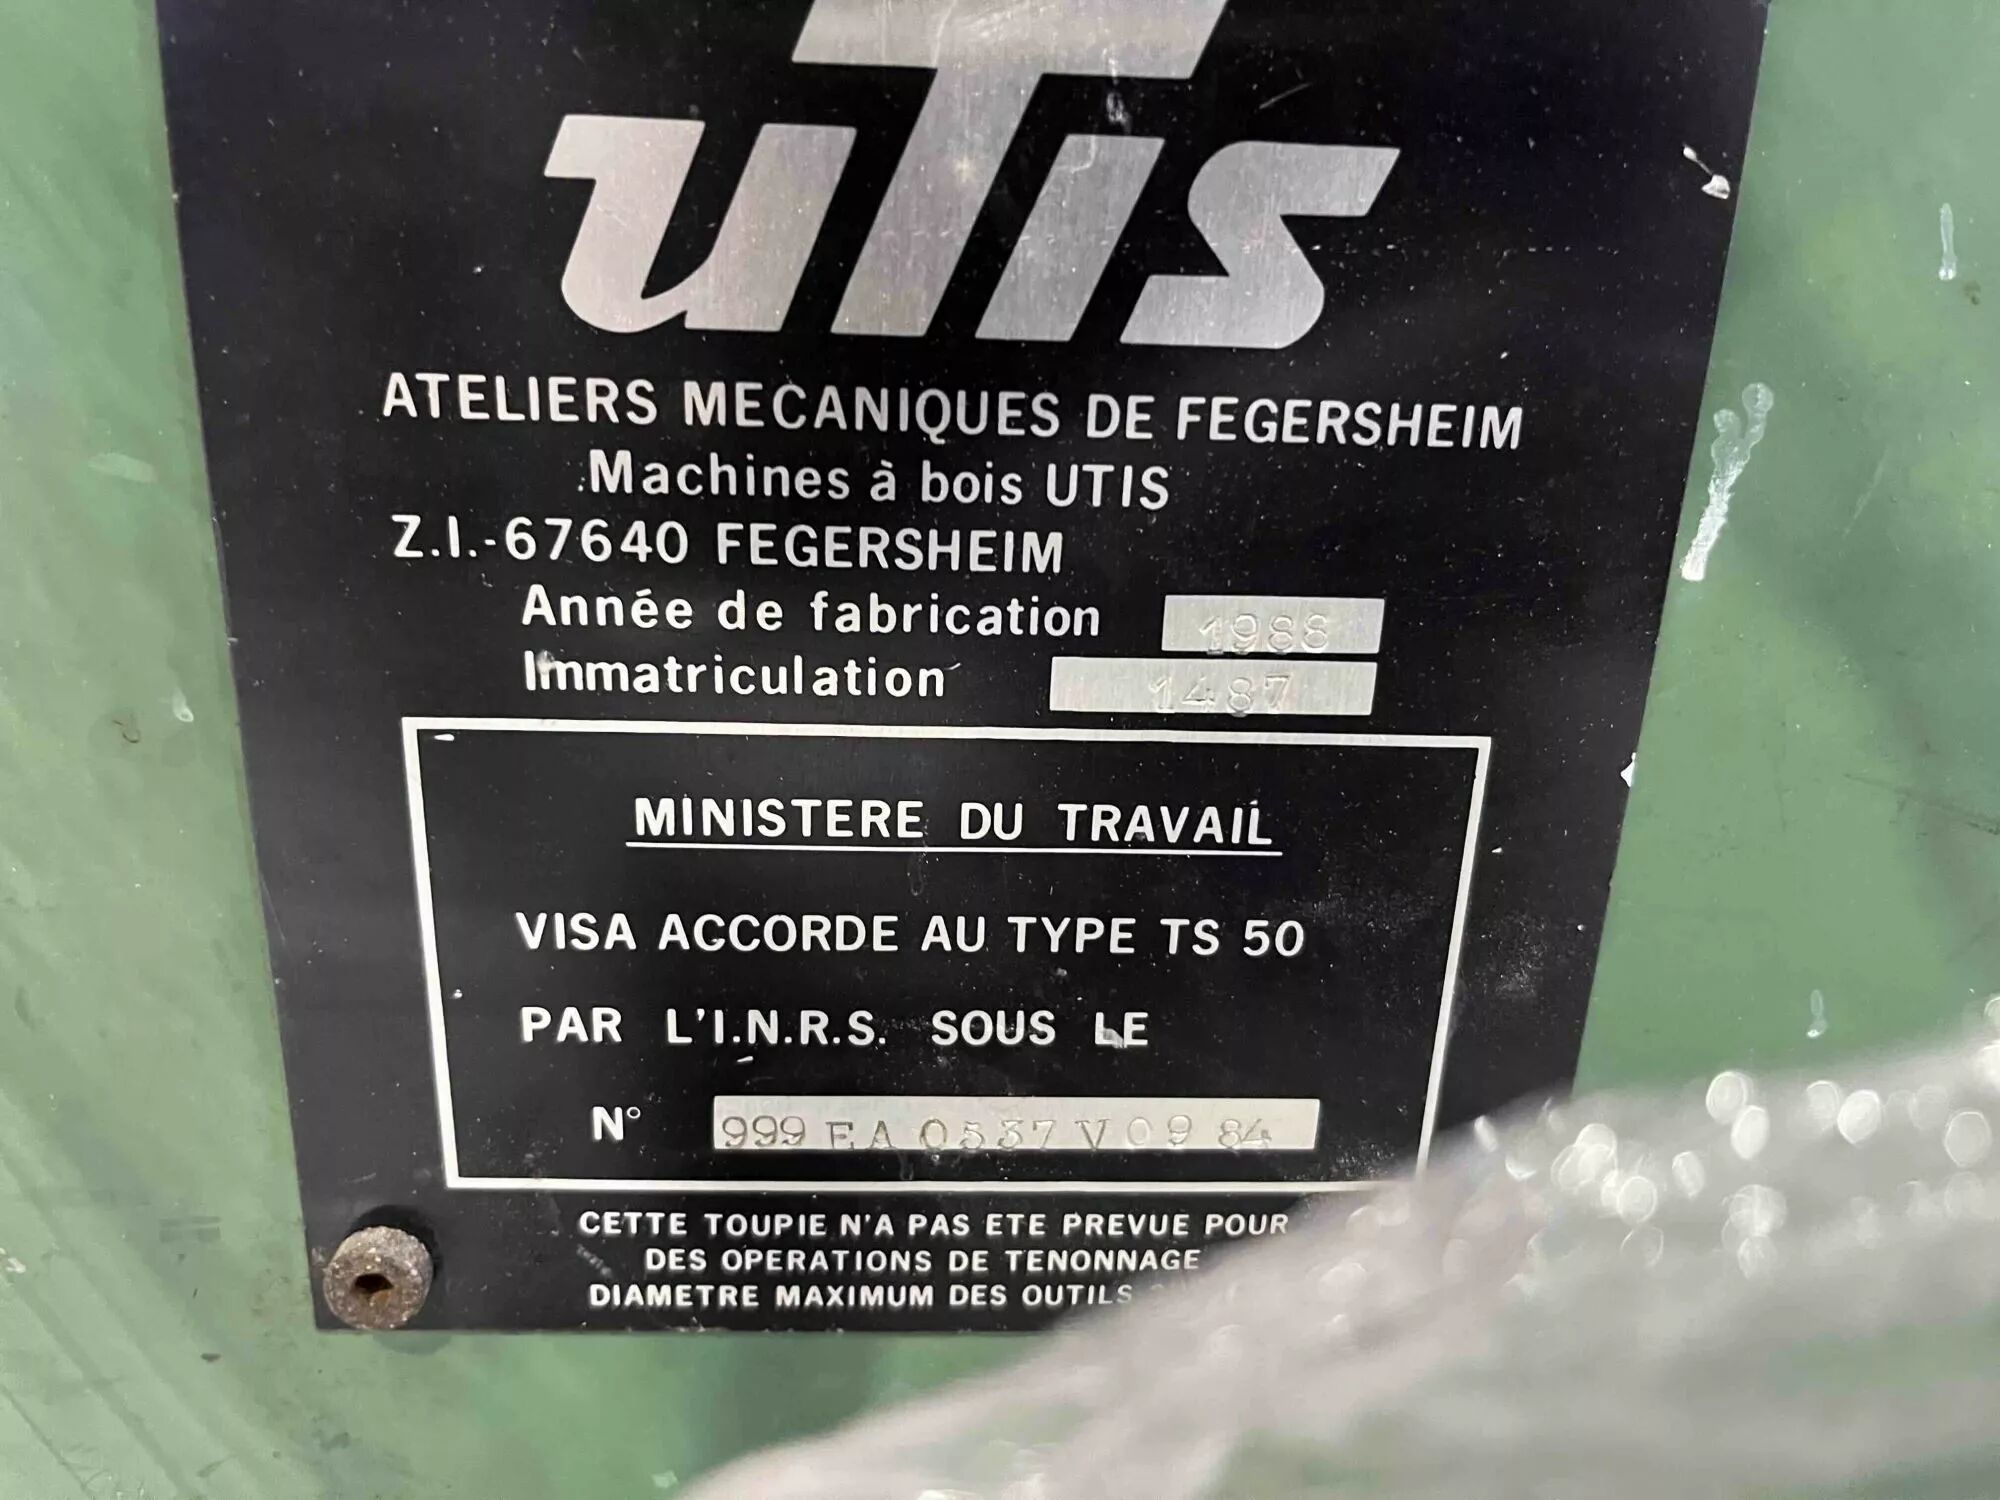 UTIS
ATELIERS MECANIQUES DE FEGERSHEIM
Machines à bois UTIS
Z.I.-67640 FEGERSHEIM
Année de fabrication 1988
Immatriculation 1487
MINISTERE DU TRAVAIL
VISA ACCORDE AU TYPE TS 50
PAR L'I.N.R.S. SOUS LE
N° 999 EA 0537 V 09 84
CETTE TOUPIE N'A PAS ETE PREVUE POUR
DES OPERATIONS DE TENONNAGE
DIAMETRE MAXIMUM DES OUTILS